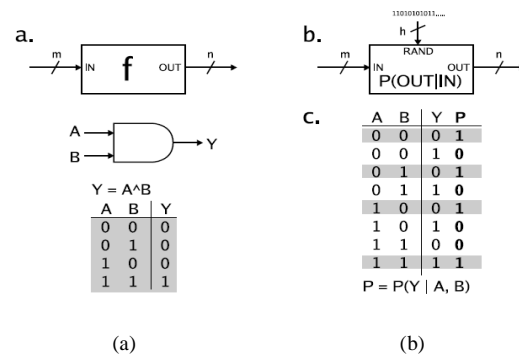 a.
m
n
IN
f
OUT
A
B
Y
Y = A^B
A B Y
0 0 0
0 1 0
1 0 0
1 1 1
(a)
11010101011.....
b.
h
m
n
RAND
IN
OUT
P(OUT|IN)
c.
A B Y P
0 0 0 1
0 0 1 0
0 1 0 1
0 1 1 0
1 0 0 1
1 0 1 0
1 1 0 0
1 1 1 1
P = P(Y | A, B)
(b)